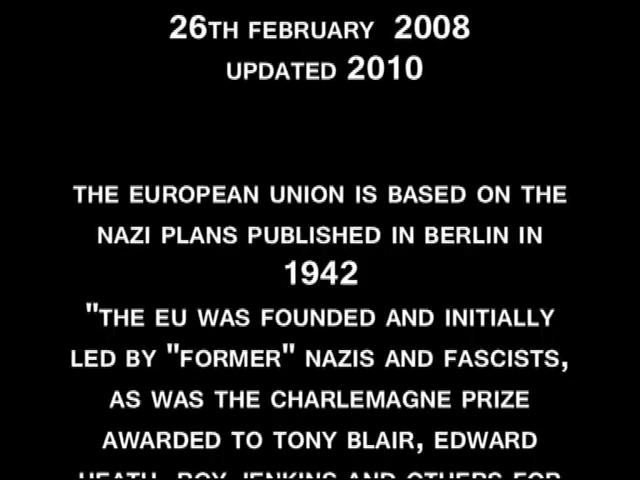 26TH FEBRUARY 2008
UPDATED 2010
THE EUROPEAN UNION IS BASED ON THE
NAZI PLANS PUBLISHED IN BERLIN IN
1942
"THE EU WAS FOUNDED AND INITIALLY
LED BY "FORMER" NAZIS AND FASCISTS,
AS WAS THE CHARLEMAGNE PRIZE
AWARDED TO TONY BLAIR, EDWARD
HEATH, ROY JENKINS AND OTHERS FOR